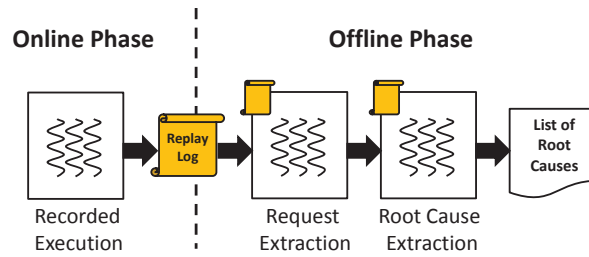 Online Phase
Offline Phase
Replay
Log
List of
Root
Causes
Recorded
Execution
Request
Extraction
Root Cause
Extraction